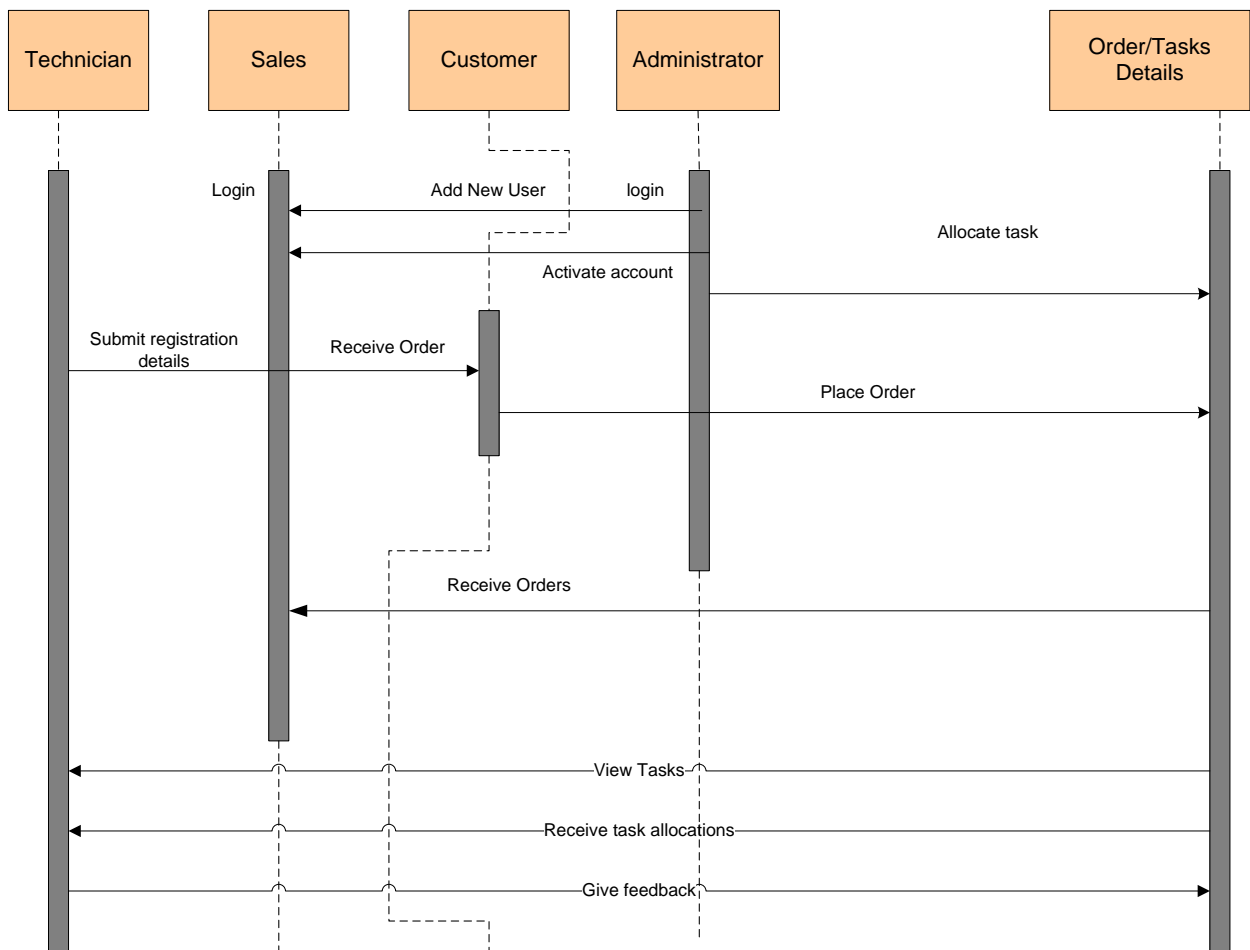 Technician
Sales
Customer
Administrator
Order/Tasks
Details
Login
Add New User
login
Allocate task
Activate account
Submit registration
details
Receive Order
Place Order
Receive Orders
View Tasks
Receive task allocations
Give feedback